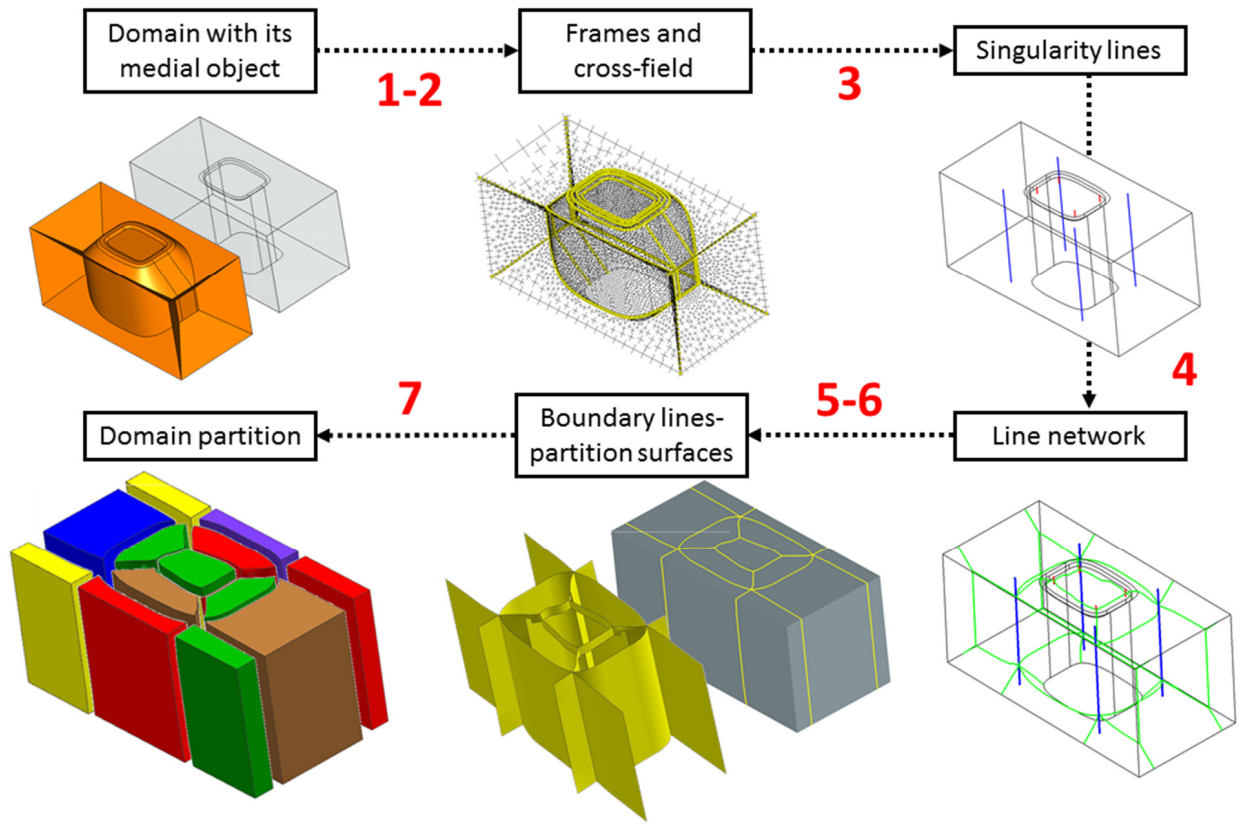 Domain with its
medial object
1-2
Frames and
cross-field
3
Singularity lines
4
Line network
5-6
Boundary lines-
partition surfaces
7
Domain partition